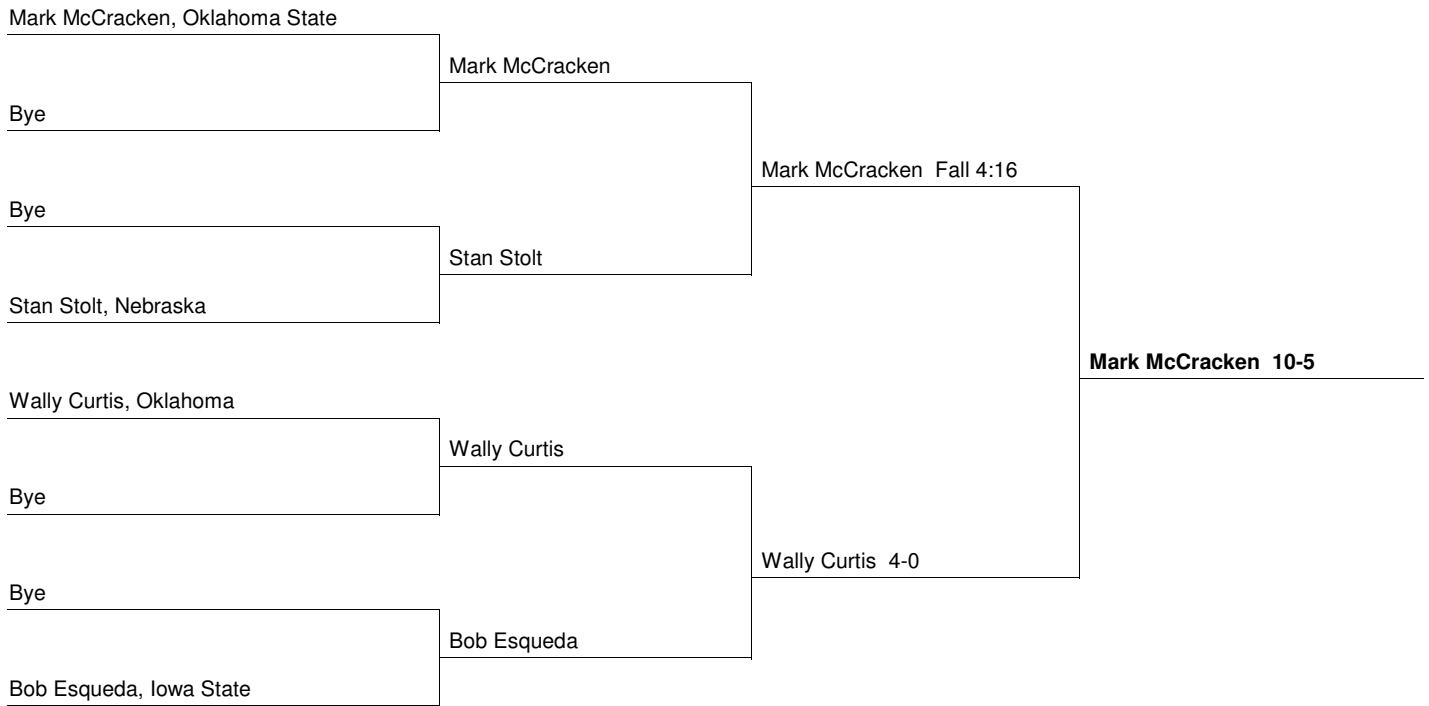 Mark McCracken, Oklahoma State
Mark McCracken
Bye
Mark McCracken  Fall 4:16
Bye
Stan Stolt
Stan Stolt, Nebraska
Mark McCracken  10-5
Wally Curtis, Oklahoma
Wally Curtis
Bye
Wally Curtis  4-0
Bye
Bob Esqueda
Bob Esqueda, Iowa State